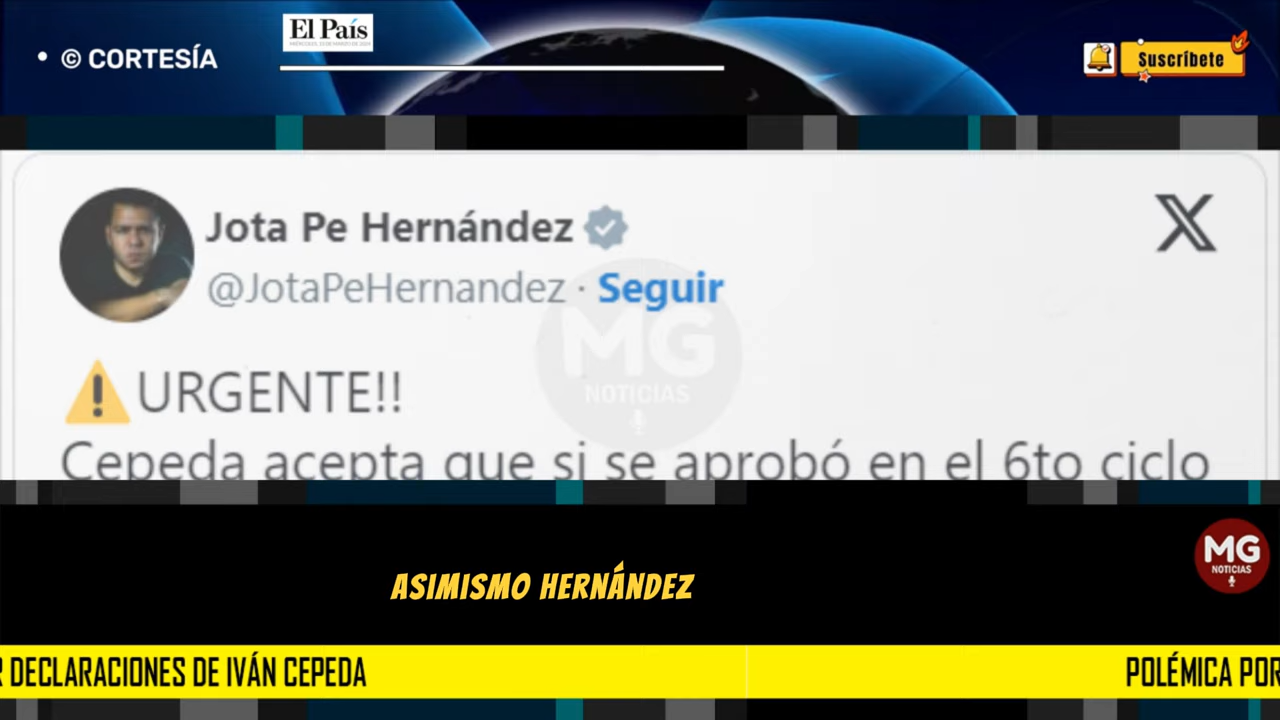 • © CORTESÍA
El País
Suscríbete
Jota Pe Hernández
@JotaPeHernandez · Seguir
URGENTE!!
Cepeda acepta que si se aprobó en el 6to ciclo
MG
NOTICIAS
ASIMISMO HERNÁNDEZ
MG
NOTICIAS
R DECLARACIONES DE IVÁN CEPEDA
POLÉMICA POR